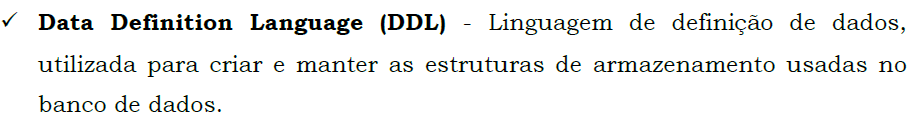 ✓ Data Definition Language (DDL) - Linguagem de definição de dados,
utilizada para criar e manter as estruturas de armazenamento usadas no
banco de dados.